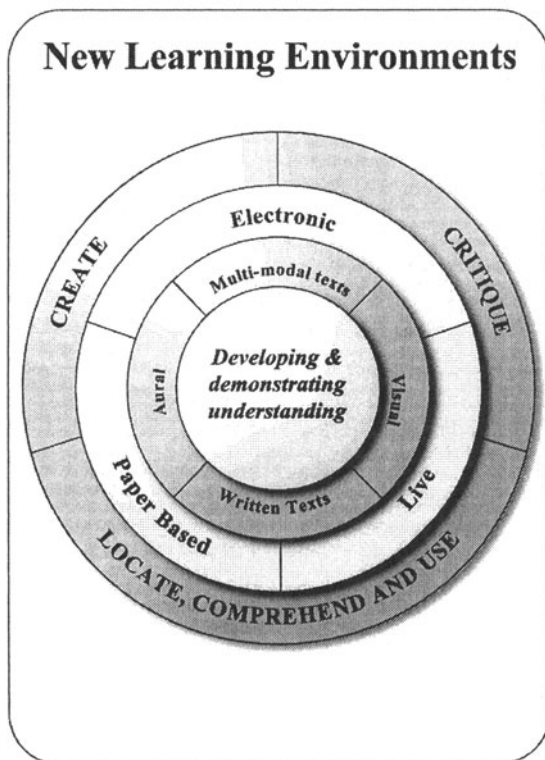 New Learning Environments
CREATE
CRITIQUE
LOCATE, COMPREHEND AND USE
Electronic
Paper Based
Live
Multi-modal texts
Aural
Visual
Written Texts
Developing &
demonstrating
understanding